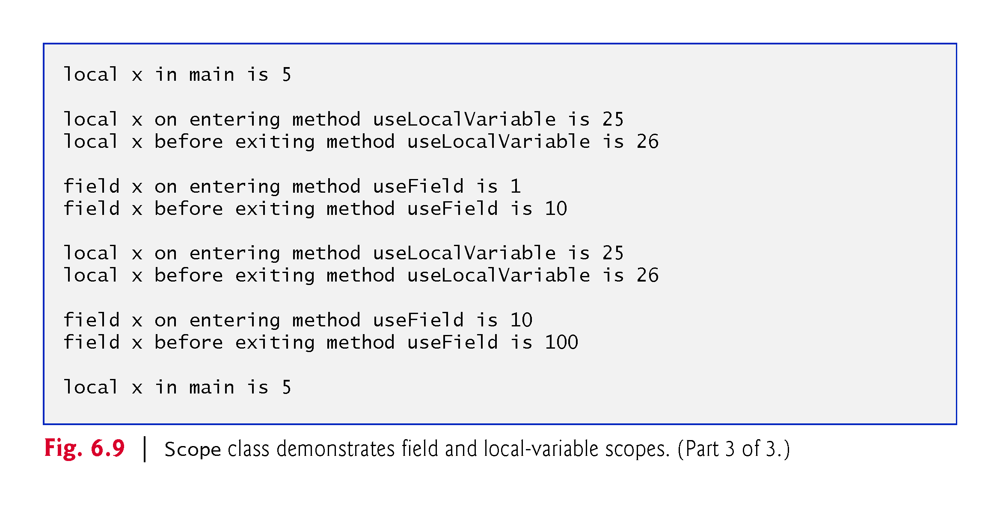 local x in main is 5
local x on entering method useLocalVariable is 25
local x before exiting method useLocalVariable is 26
field x on entering method useField is 1
field x before exiting method useField is 10
local x on entering method useLocalVariable is 25
local x before exiting method useLocalVariable is 26
field x on entering method useField is 10
field x before exiting method useField is 100
local x in main is 5
Fig. 6.9 | Scope class demonstrates field and local-variable scopes. (Part 3 of 3.)